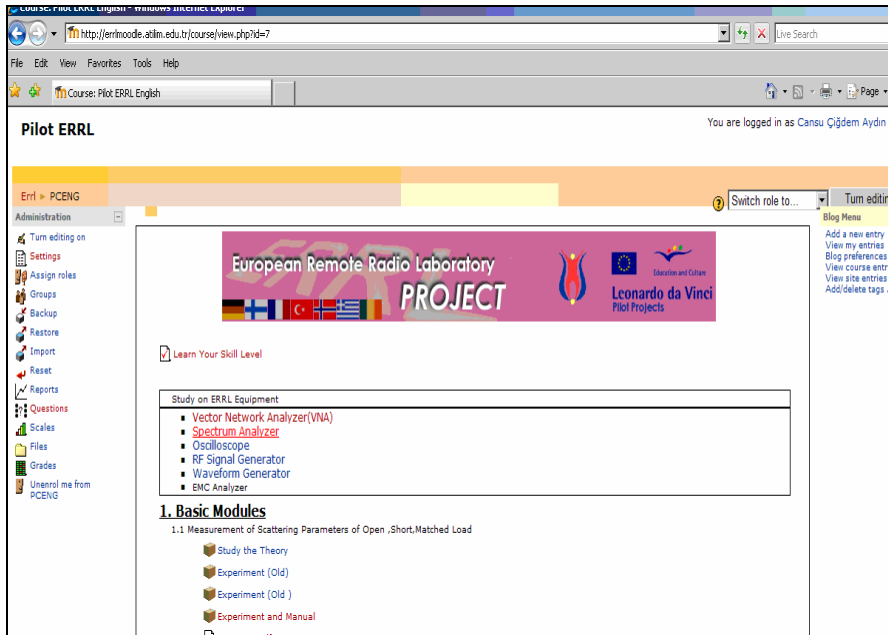 Course: Pilot ERRL English - Windows Internet Explorer
http://errlmoodle.atilim.edu.tr/course/view.php?id=7
Live Search
File Edit View Favorites Tools Help
Course: Pilot ERRL English
Page
Pilot ERRL
You are logged in as Cansu Çiğdem Aydın
Errl ► PCENG
Switch role to...
Turn editin
Administration
Turn editing on
Settings
Assign roles
Groups
Backup
Restore
Import
Reset
Reports
Questions
Scales
Files
Grades
Unenrol me from
PCENG
European Remote Radio Laboratory
PROJECT
Education and Culture
Leonardo da Vinci
Pilot Projects
Learn Your Skill Level
Study on ERRL Equipment
Vector Network Analyzer(VNA)
Spectrum Analyzer
Oscilloscope
RF Signal Generator
Waveform Generator
EMC Analyzer
1. Basic Modules
1.1 Measurement of Scattering Parameters of Open ,Short,Matched Load
Study the Theory
Experiment (Old)
Experiment (Old )
Experiment and Manual
Blog Menu
Add a new entry
View my entries
Blog preferences
View course entr
View site entries
Add/delete tags